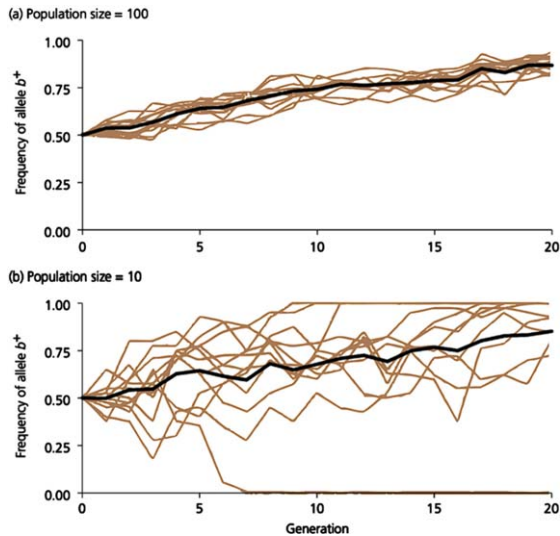 (a) Population size = 100
Frequency of allele b+
1.00
0.75
0.50
0.25
0.00
0 5 10 15 20
(b) Population size = 10
Frequency of allele b+
1.00
0.75
0.50
0.25
0.00
0 5 10 15 20
Generation